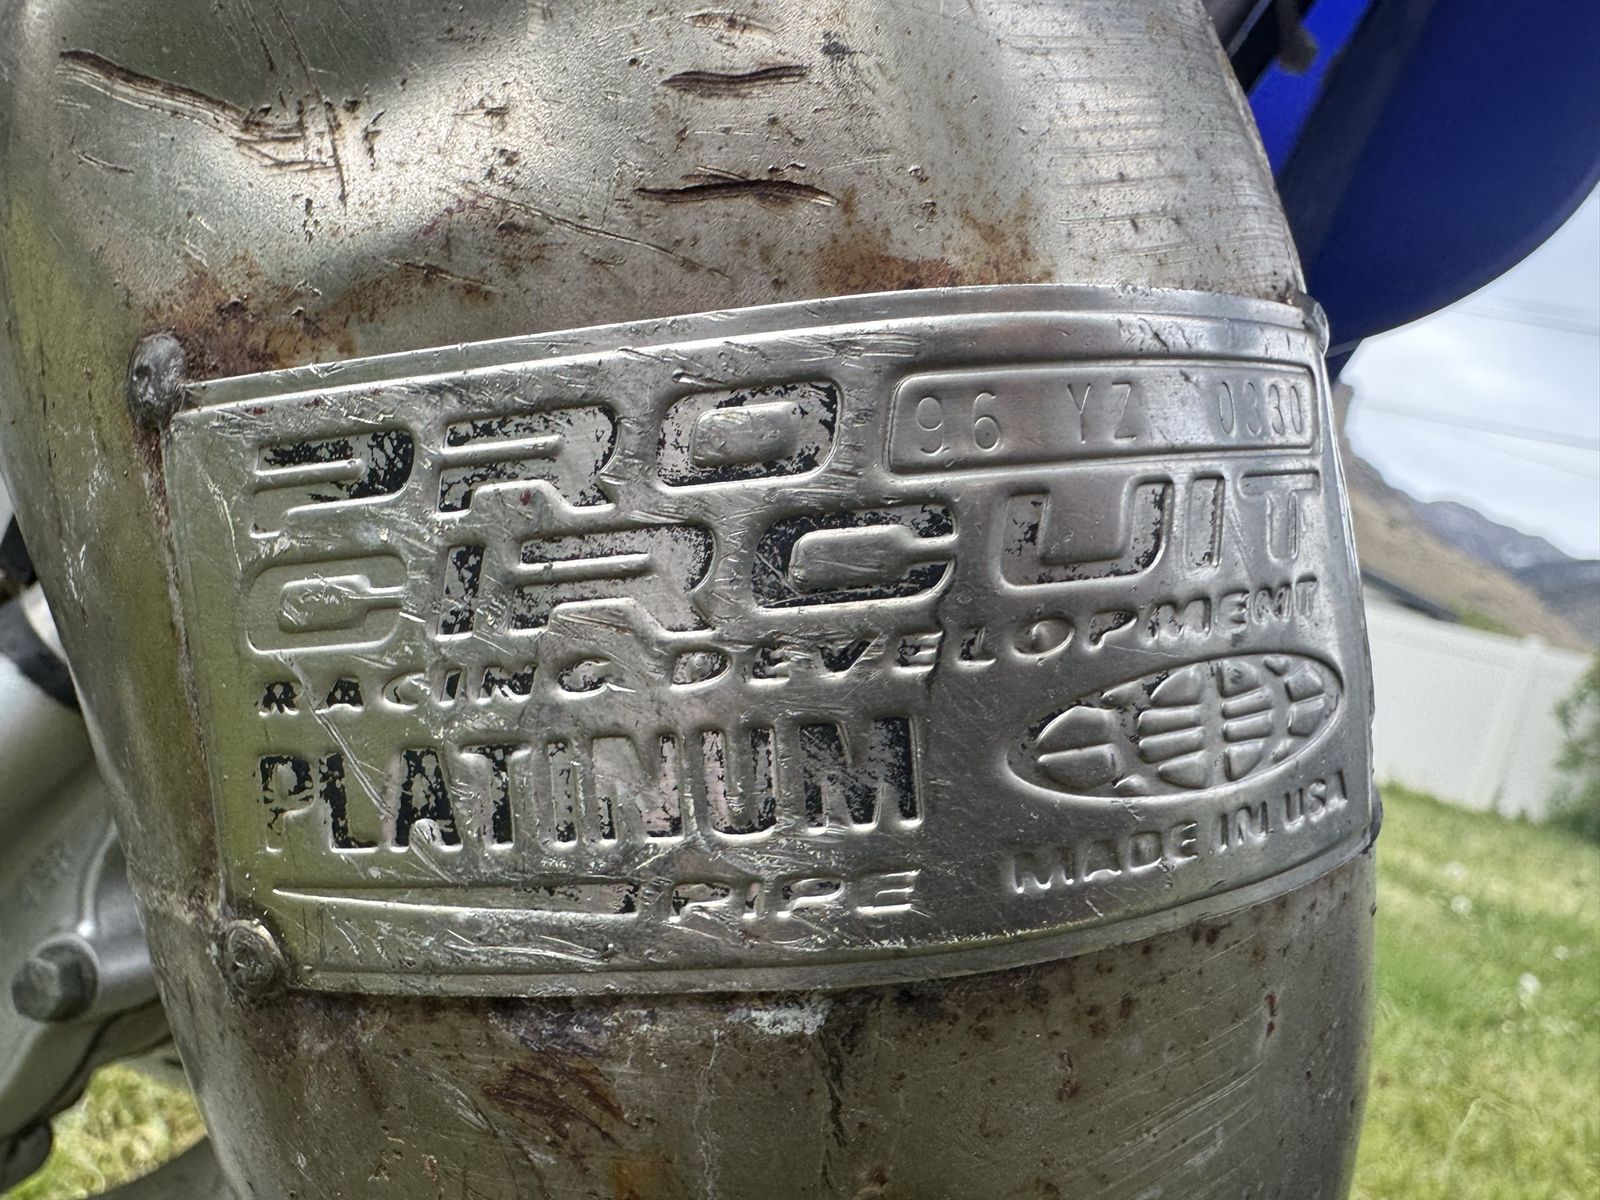 PRO
96 YZ 0330
CIRCUIT
RACING DEVELOPMENT
PLATINUM
PIPE
MADE IN USA